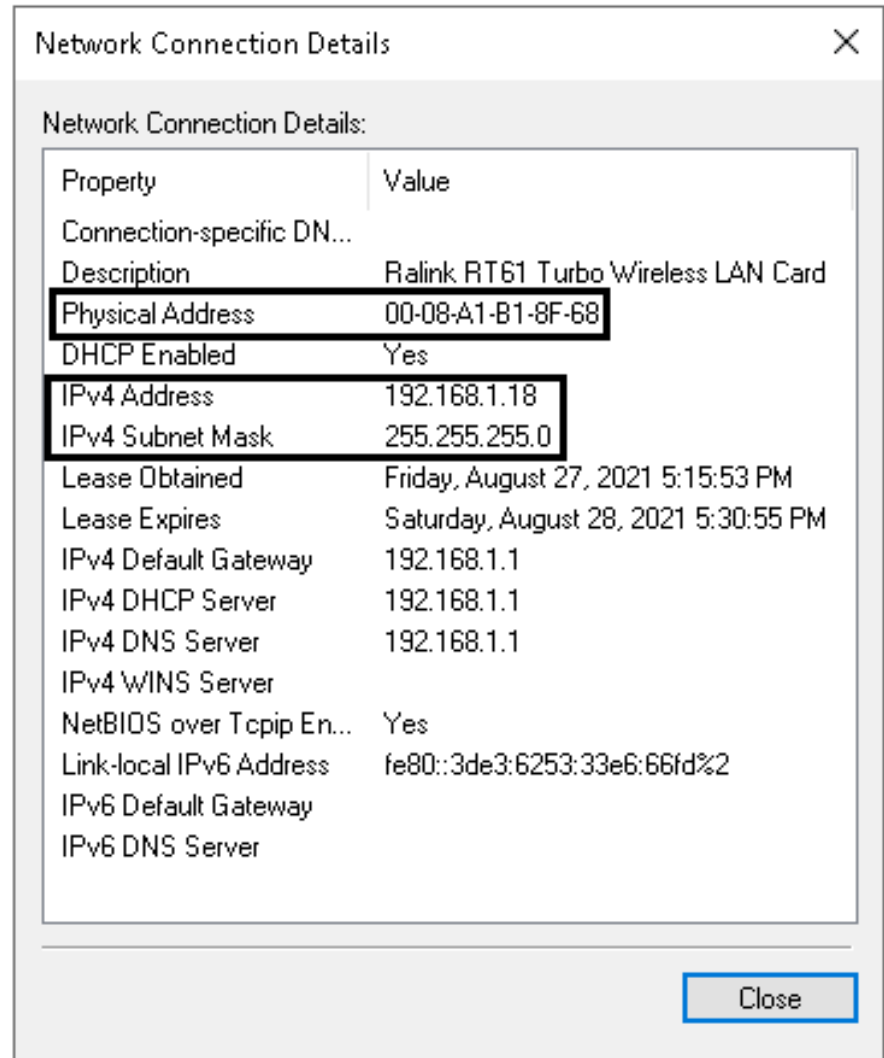 Network Connection Details
Network Connection Details:
Property Value
Connection-specific DN...
Description Ralink RT61 Turbo Wireless LAN Card
Physical Address 00-08-A1-B1-8F-68
DHCP Enabled Yes
IPv4 Address 192.168.1.18
IPv4 Subnet Mask 255.255.255.0
Lease Obtained Friday, August 27, 2021 5:15:53 PM
Lease Expires Saturday, August 28, 2021 5:30:55 PM
IPv4 Default Gateway 192.168.1.1
IPv4 DHCP Server 192.168.1.1
IPv4 DNS Server 192.168.1.1
IPv4 WINS Server
NetBIOS over Tcpip En... Yes
Link-local IPv6 Address fe80::3de3:6253:33e6:66fd%2
IPv6 Default Gateway
IPv6 DNS Server
Close